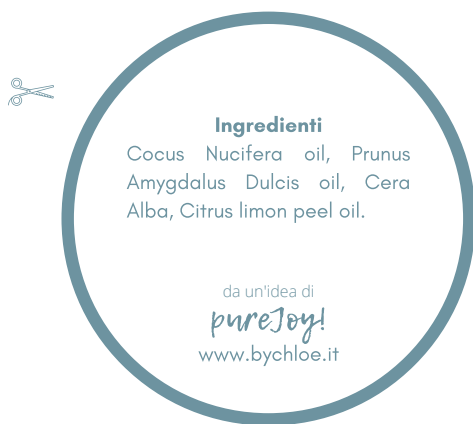 Ingredienti
Cocus Nucifera oil, Prunus
Amygdalus Dulcis oil, Cera
Alba, Citrus limon peel oil.
da un'idea di
pureJoy!
www.bychloe.it